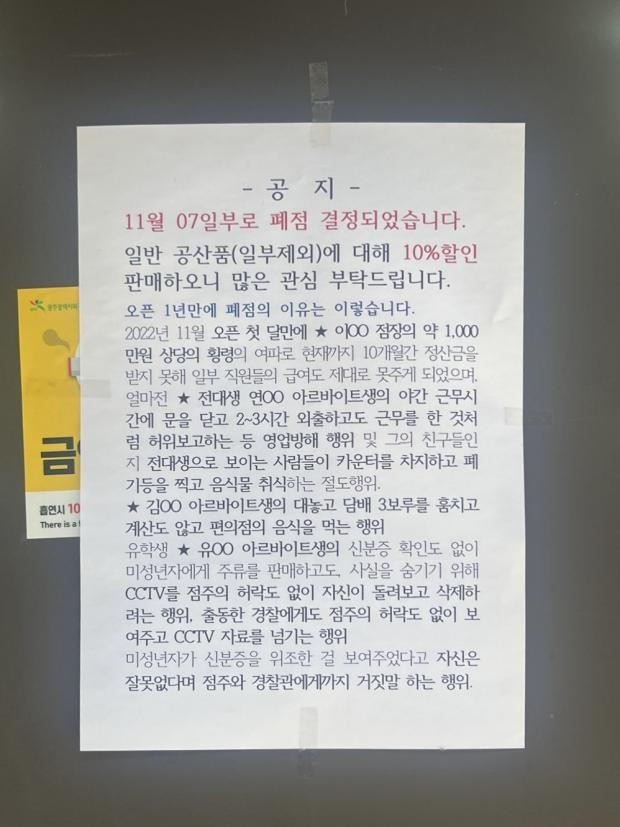 - 공 지 -
11월 07일부로 폐점 결정되었습니다.
일반 공산품(일부제외)에 대해 10%할인
판매하오니 많은 관심 부탁드립니다.
오픈 1년만에 폐점의 이유는 이렇습니다.
2022년 11월 오픈 첫 달만에 ★ 이OO 점장의 약 1,000
만원 상당의 횡령의 여파로 현재까지 10개월간 정산금을
받지 못해 일부 직원들의 급여도 제대로 못주게 되었으며,
얼마전 ★ 전대생 연OO 아르바이트생의 야간 근무시
간에 문을 닫고 2~3시간 외출하고도 근무를 한 것처
럼 허위보고하는 등 영업방해 행위 및 그의 친구들인
지 전대생으로 보이는 사람들이 카운터를 차지하고 폐
기등을 찍고 음식물 취식하는 절도행위.
★ 김OO 아르바이트생의 대놓고 담배 3보루를 훔치고
계산도 않고 편의점의 음식을 먹는 행위
유학생 ★ 유OO 아르바이트생의 신분증 확인도 없이
미성년자에게 주류를 판매하고도, 사실을 숨기기 위해
CCTV를 점주의 허락도 없이 자신이 돌려보고 삭제하
려는 행위, 출동한 경찰에게도 점주의 허락도 없이 보
여주고 CCTV 자료를 넘기는 행위
미성년자가 신분증을 위조한 걸 보여주었다고 자신은
잘못없다며 점주와 경찰관에게까지 거짓말 하는 행위.
광주광역시북
금
흡연시 10
There is a